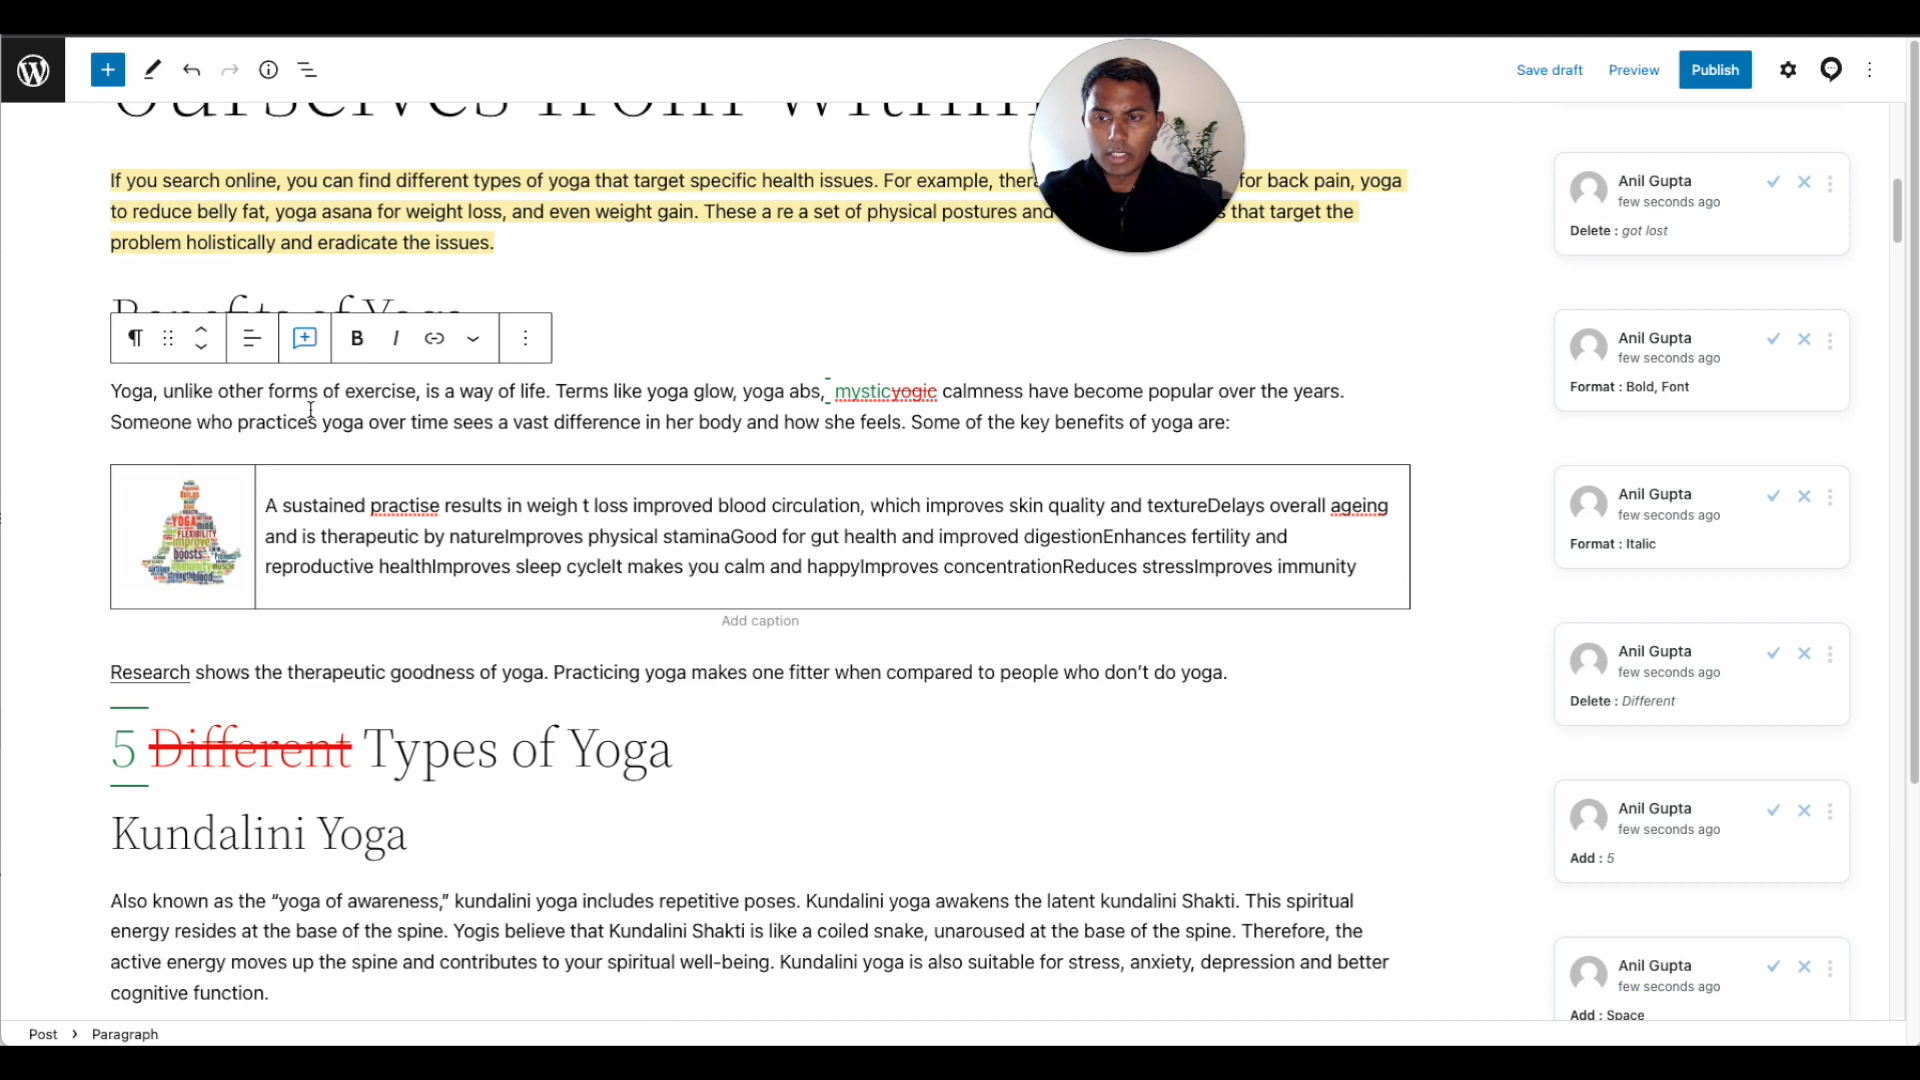 Save draft Preview Publish
Ourselves from Within
If you search online, you can find different types of yoga that target specific health issues. For example, for back pain, yoga
to reduce belly fat, yoga asana for weight loss, and even weight gain. These a re a set of physical postures and that target the
problem holistically and eradicate the issues.
Benefits of Yoga
B I
Yoga, unlike other forms of exercise, is a way of life. Terms like yoga glow, yoga abs, mysticyogic calmness have become popular over the years.
Someone who practices yoga over time sees a vast difference in her body and how she feels. Some of the key benefits of yoga are:
A sustained practise results in weigh t loss improved blood circulation, which improves skin quality and textureDelays overall ageing
and is therapeutic by natureImproves physical staminaGood for gut health and improved digestionEnhances fertility and
reproductive healthImproves sleep cycleIt makes you calm and happyImproves concentrationReduces stressImproves immunity
YOGA
FLEXIBILITY
improve
boosts
Add caption
Research shows the therapeutic goodness of yoga. Practicing yoga makes one fitter when compared to people who don’t do yoga.
5 Different Types of Yoga
Kundalini Yoga
Also known as the “yoga of awareness,” kundalini yoga includes repetitive poses. Kundalini yoga awakens the latent kundalini Shakti. This spiritual
energy resides at the base of the spine. Yogis believe that Kundalini Shakti is like a coiled snake, unaroused at the base of the spine. Therefore, the
active energy moves up the spine and contributes to your spiritual well-being. Kundalini yoga is also suitable for stress, anxiety, depression and better
cognitive function.
Anil Gupta
few seconds ago
Delete : got lost
Anil Gupta
few seconds ago
Format : Bold, Font
Anil Gupta
few seconds ago
Format : Italic
Anil Gupta
few seconds ago
Delete : Different
Anil Gupta
few seconds ago
Add : 5
Anil Gupta
few seconds ago
Add : Space
Post › Paragraph